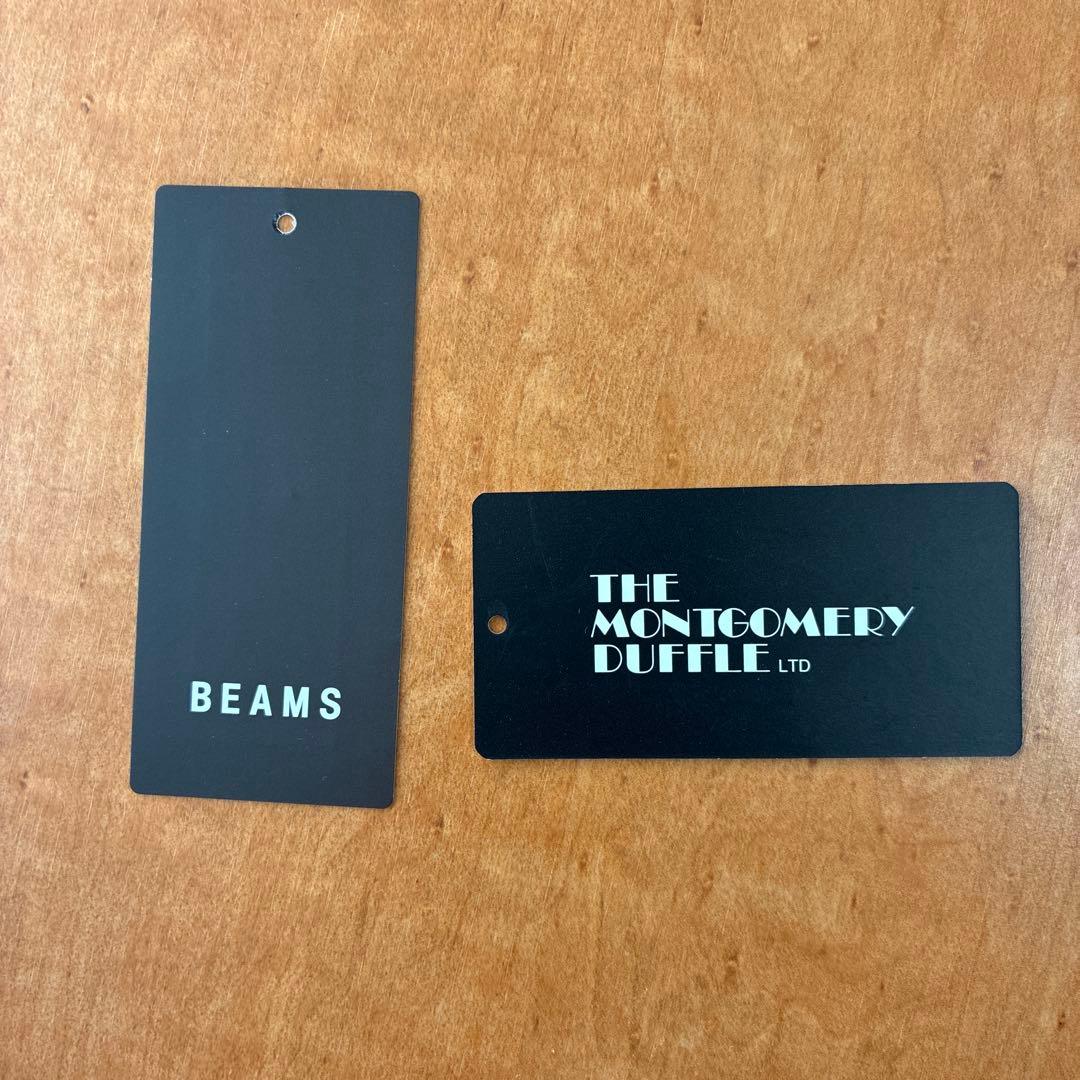 BEAMS
THE
MONTGOMERY
DUFFLE LTD